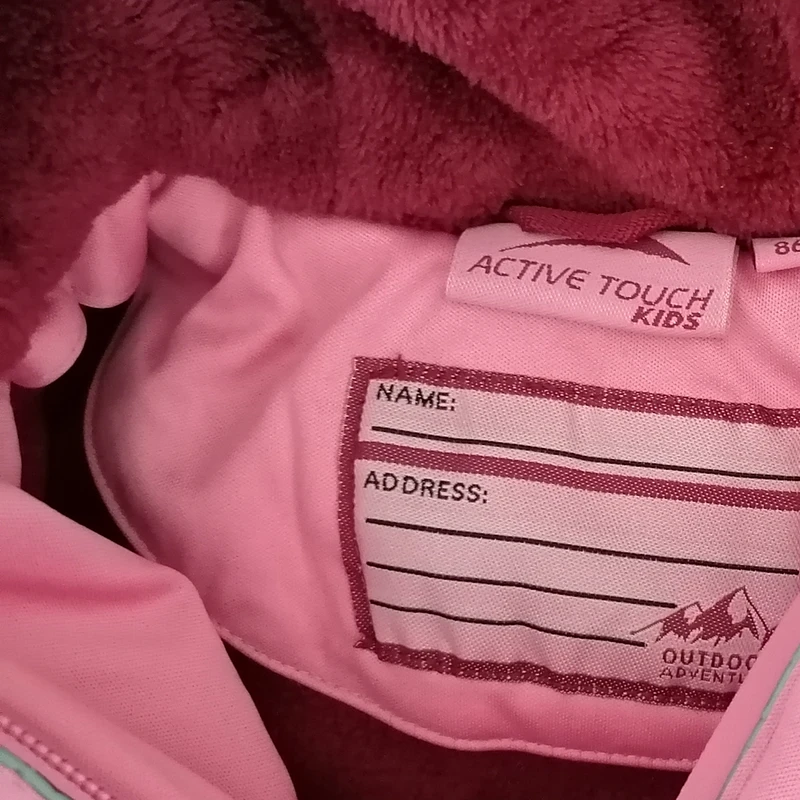 ACTIVE TOUCH
KIDS
86
NAME:
ADDRESS: